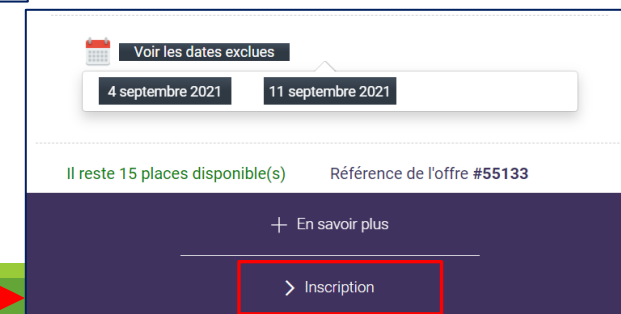 Voir les dates exclues
4 septembre 2021 11 septembre 2021
Il reste 15 places disponible(s) Référence de l'offre #55133
+ En savoir plus
> Inscription